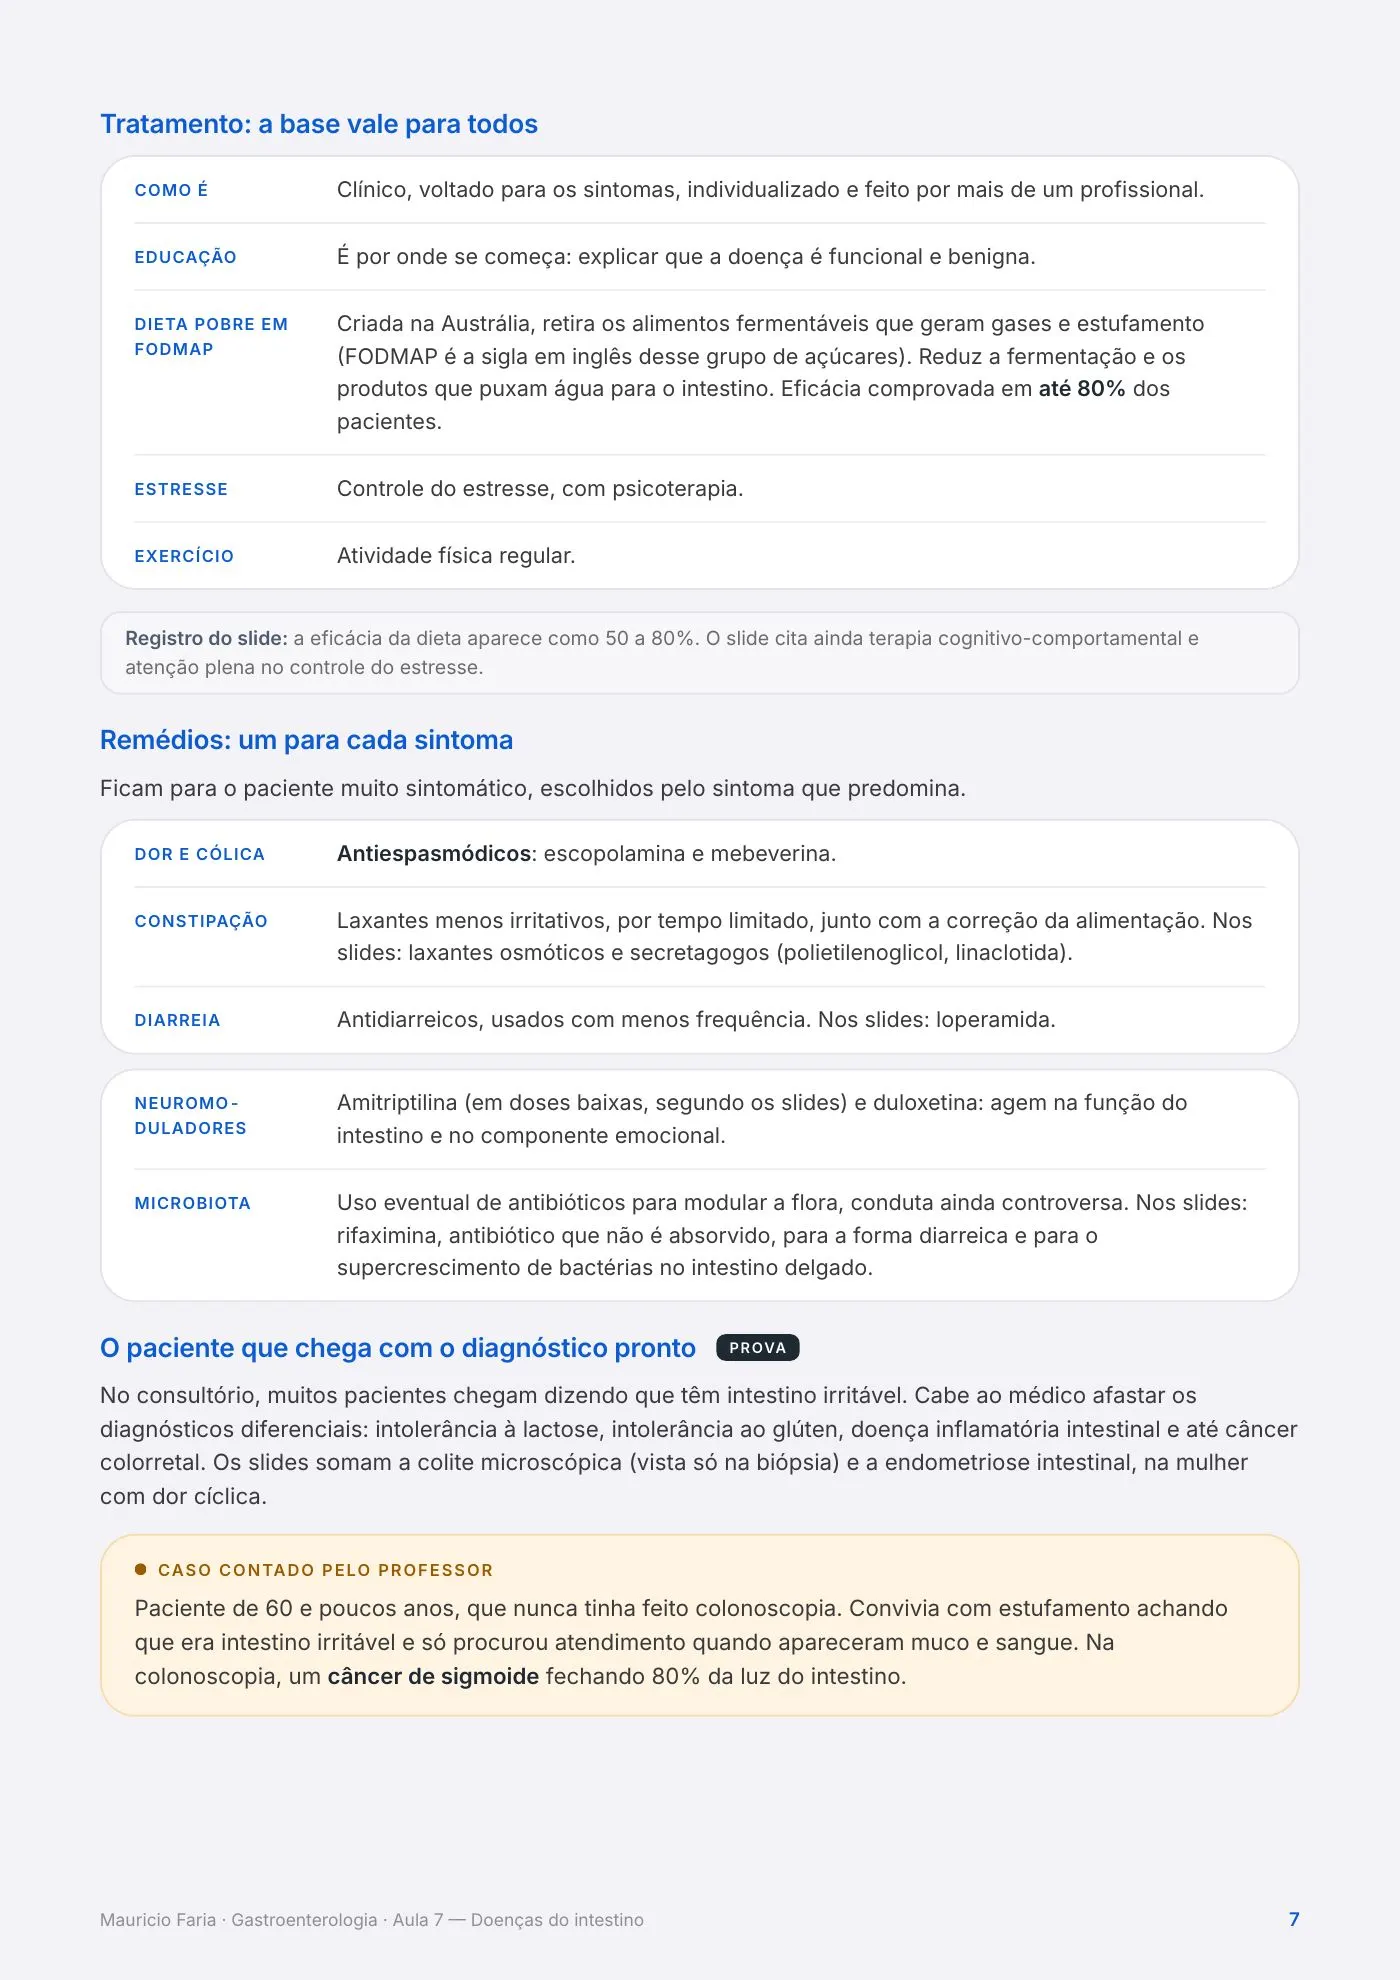 Tratamento: a base vale para todos
COMO É
Clínico, voltado para os sintomas, individualizado e feito por mais de um profissional.
EDUCAÇÃO
É por onde se começa: explicar que a doença é funcional e benigna.
DIETA POBRE EM
FODMAP
Criada na Austrália, retira os alimentos fermentáveis que geram gases e estufamento
(FODMAP é a sigla em inglês desse grupo de açúcares). Reduz a fermentação e os
produtos que puxam água para o intestino. Eficácia comprovada em até 80% dos
pacientes.
ESTRESSE
Controle do estresse, com psicoterapia.
EXERCÍCIO
Atividade física regular.
Registro do slide: a eficácia da dieta aparece como 50 a 80%. O slide cita ainda terapia cognitivo-comportamental e
atenção plena no controle do estresse.
Remédios: um para cada sintoma
Ficam para o paciente muito sintomático, escolhidos pelo sintoma que predomina.
DOR E CÓLICA
Antiespasmódicos: escopolamina e mebeverina.
CONSTIPAÇÃO
Laxantes menos irritativos, por tempo limitado, junto com a correção da alimentação. Nos
slides: laxantes osmóticos e secretagogos (polietilenoglicol, linaclotida).
DIARREIA
Antidiarreicos, usados com menos frequência. Nos slides: loperamida.
NEUROMO-
DULADORES
Amitriptilina (em doses baixas, segundo os slides) e duloxetina: agem na função do
intestino e no componente emocional.
MICROBIOTA
Uso eventual de antibióticos para modular a flora, conduta ainda controversa. Nos slides:
rifaximina, antibiótico que não é absorvido, para a forma diarreica e para o
supercrescimento de bactérias no intestino delgado.
O paciente que chega com o diagnóstico pronto PROVA
No consultório, muitos pacientes chegam dizendo que têm intestino irritável. Cabe ao médico afastar os
diagnósticos diferenciais: intolerância à lactose, intolerância ao glúten, doença inflamatória intestinal e até câncer
colorretal. Os slides somam a colite microscópica (vista só na biópsia) e a endometriose intestinal, na mulher
com dor cíclica.
CASO CONTADO PELO PROFESSOR
Paciente de 60 e poucos anos, que nunca tinha feito colonoscopia. Convivia com estufamento achando
que era intestino irritável e só procurou atendimento quando apareceram muco e sangue. Na
colonoscopia, um câncer de sigmoide fechando 80% da luz do intestino.
Mauricio Faria · Gastroenterologia · Aula 7 — Doenças do intestino
7